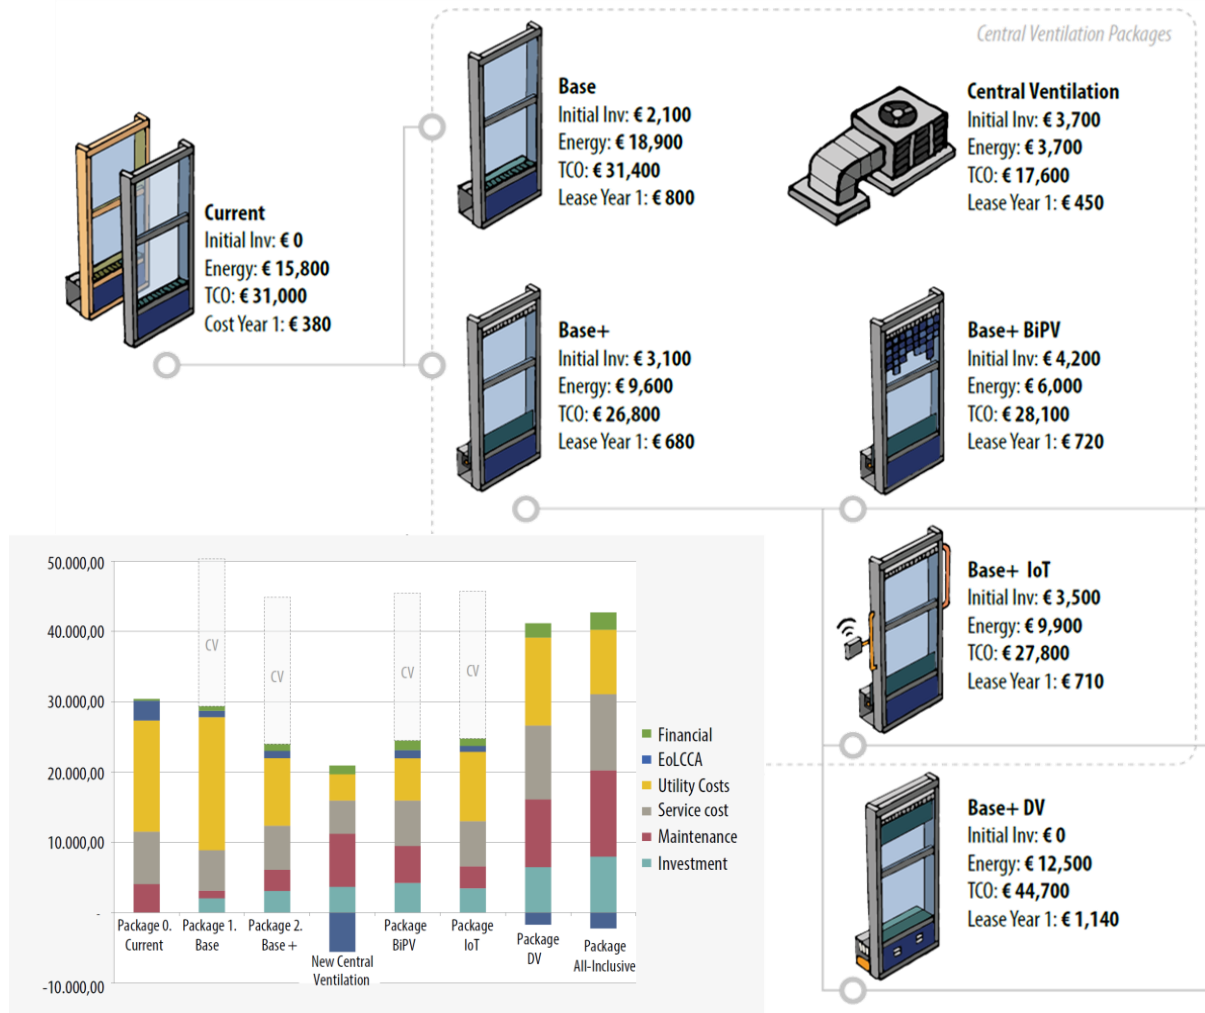 Central Ventilation Packages
Current
Initial Inv: € 0
Energy: € 15,800
TCO: € 31,000
Cost Year 1: € 380
Base
Initial Inv: € 2,100
Energy: € 18,900
TCO: € 31,400
Lease Year 1: € 800
Central Ventilation
Initial Inv: € 3,700
Energy: € 3,700
TCO: € 17,600
Lease Year 1: € 450
Base+
Initial Inv: € 3,100
Energy: € 9,600
TCO: € 26,800
Lease Year 1: € 680
Base+ BiPV
Initial Inv: € 4,200
Energy: € 6,000
TCO: € 28,100
Lease Year 1: € 720
Base+ IoT
Initial Inv: € 3,500
Energy: € 9,900
TCO: € 27,800
Lease Year 1: € 710
Base+ DV
Initial Inv: € 0
Energy: € 12,500
TCO: € 44,700
Lease Year 1: € 1,140
50.000,00
40.000,00
30.000,00
20.000,00
10.000,00
-
-10.000,00
CV
CV
CV
CV
Package 0.
Current
Package 1.
Base
Package 2.
Base +
New Central
Ventilation
Package
BiPV
Package
IoT
Package
DV
Package
All-Inclusive
Financial
EoLCCA
Utility Costs
Service cost
Maintenance
Investment